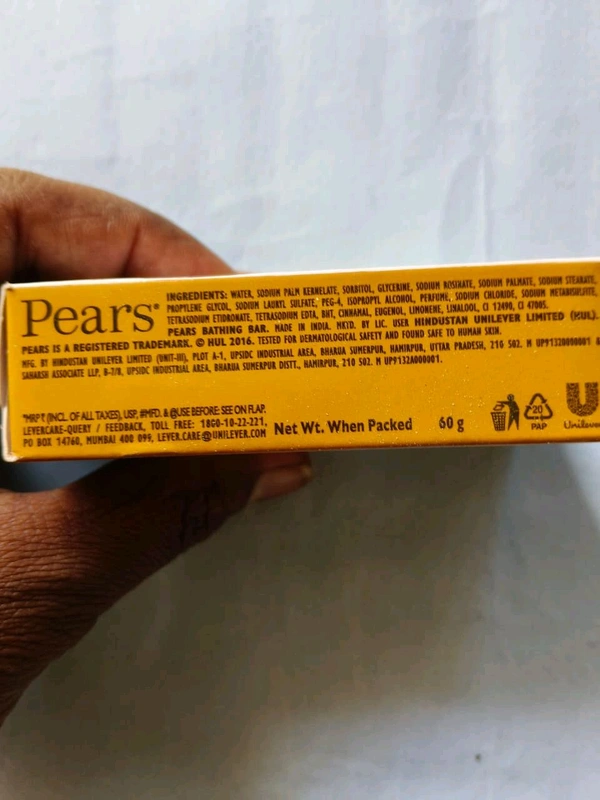 Pears®
INGREDIENTS: WATER, SODIUM PALM KERNELATE, SORBITOL, GLYCERINE, SODIUM ROSINATE, SODIUM PALMATE, SODIUM STEARATE,
PROPYLENE GLYCOL, SODIUM LAURYL SULFATE, PEG-4, ISOPROPYL ALCOHOL, PERFUME, SODIUM CHLORIDE, SODIUM METABISULFITE,
TETRASODIUM ETIDRONATE, TETRASODIUM EDTA, BHT, CINNAMAL, EUGENOL, LIMONENE, LINALOOL, CI 12490, CI 47005.
PEARS BATHING BAR. MADE IN INDIA. MKTD. BY LIC. USER HINDUSTAN UNILEVER LIMITED (HUL).
PEARS IS A REGISTERED TRADEMARK. © HUL 2016. TESTED FOR DERMATOLOGICAL SAFETY AND FOUND SAFE TO HUMAN SKIN.
MFG. BY HINDUSTAN UNILEVER LIMITED (UNIT-III), PLOT A-1, UPSIDC INDUSTRIAL AREA, BHARUA SUMERPUR, HAMIRPUR, UTTAR PRADESH, 210 502. M &
SAHARSH ASSOCIATE LLP, B-7/8, UPSIDC INDUSTRIAL AREA, BHARUA SUMERPUR DISTT., HAMIRPUR, 210 502. M UP9132A000001.
*MRP ₹ (INCL. OF ALL TAXES), USP, #MFD. & @USE BEFORE: SEE ON FLAP.
LEVERCARE-QUERY / FEEDBACK, TOLL FREE: 1800-10-22-221,
PO BOX 14760, MUMBAI 400 099, LEVER.CARE@UNILEVER.COM
Net Wt. When Packed 60 g
20
PAP
Unilever